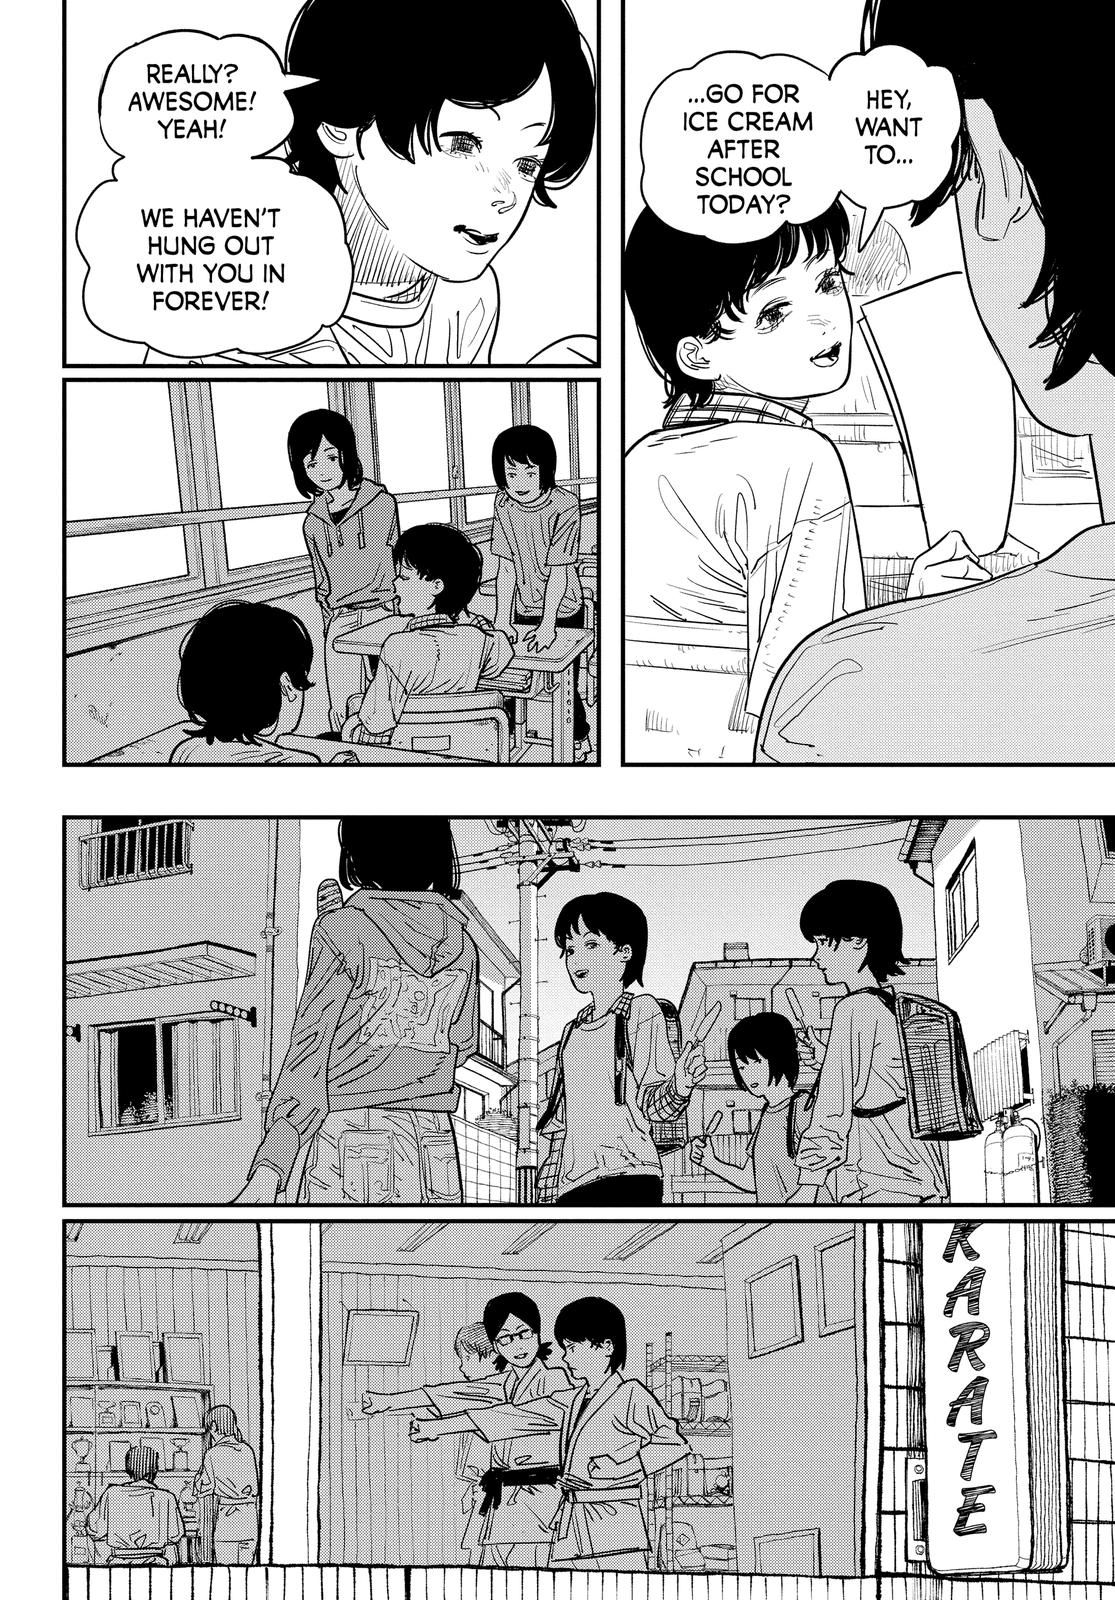 HEY,
WANT
TO...
...GO FOR
ICE CREAM
AFTER
SCHOOL
TODAY?
REALLY?
AWESOME!
YEAH!
WE HAVEN'T
HUNG OUT
WITH YOU IN
FOREVER!
KARATE